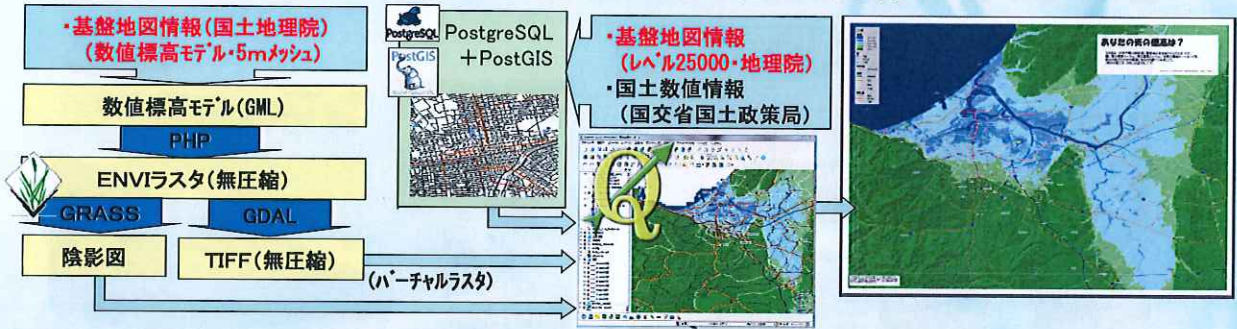 ・基盤地図情報(国土地理院)
(数値標高モデル・5mメッシュ)
数値標高モデル(GML)
PHP
ENVIラスタ(無圧縮)
GRASS
GDAL
陰影図
TIFF(無圧縮)
(バーチャルラスタ)
PostgreSQL
PostGIS
PostgreSQL
+PostGIS
・基盤地図情報
(レベル25000・地理院)
・国土数値情報
(国交省国土政策局)
あなたの街の標高は?